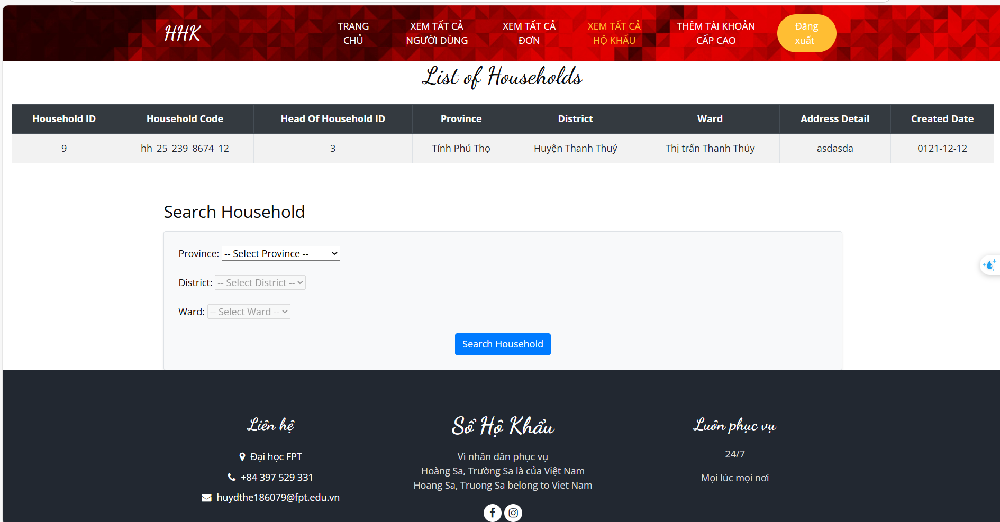 HHK
TRANG
CHỦ
XEM TẤT CẢ
NGƯỜI DÙNG
XEM TẤT CẢ
ĐƠN
XEM TẤT CẢ
HỘ KHẨU
THÊM TÀI KHOẢN
CẤP CAO
Đăng
xuất
List of Households
Household ID Household Code Head Of Household ID Province District Ward Address Detail Created Date
9 hh_25_239_8674_12 3 Tỉnh Phú Thọ Huyện Thanh Thuỷ Thị trấn Thanh Thủy asdasda 0121-12-12
Search Household
Province: -- Select Province --
District: -- Select District --
Ward: -- Select Ward --
Search Household
Liên hệ
Đại học FPT
+84 397 529 331
huydthe186079@fpt.edu.vn
Sổ Hộ Khẩu
Vì nhân dân phục vụ
Hoàng Sa, Trường Sa là của Việt Nam
Hoang Sa, Truong Sa belong to Viet Nam
Luôn phục vụ
24/7
Mọi lúc mọi nơi